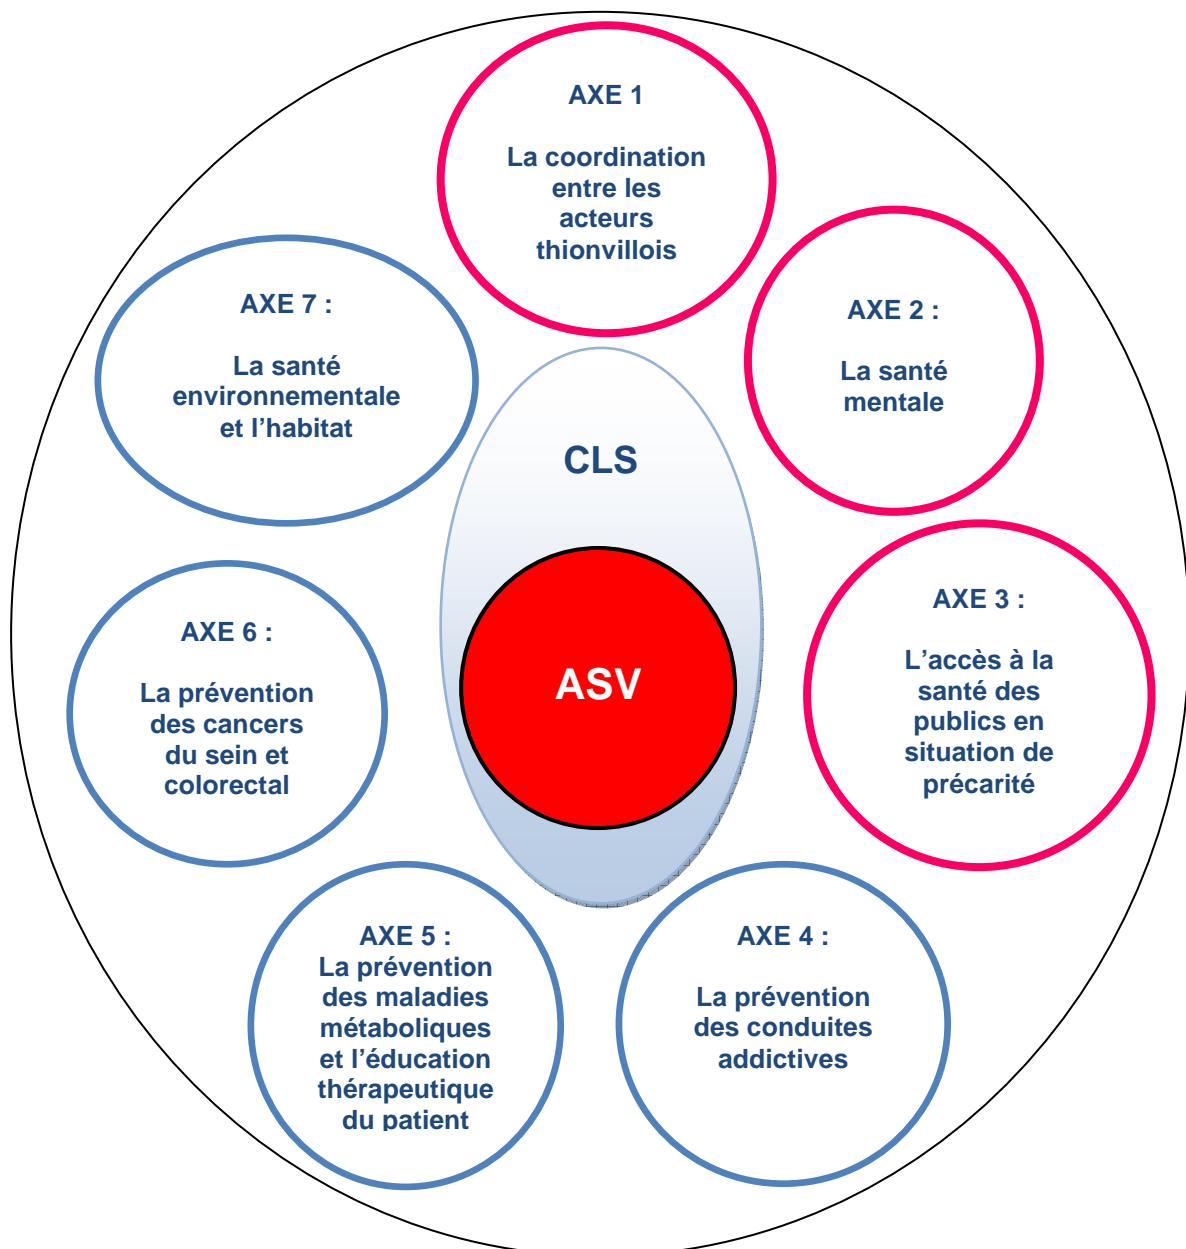 AXE 1
La coordination
entre les
acteurs
thionvillois
AXE 2 :
La santé
mentale
AXE 3 :
L'accès à la
santé des
publics en
situation de
précarité
AXE 4 :
La prévention
des conduites
addictives
AXE 5 :
La prévention
des maladies
métaboliques
et l'éducation
thérapeutique
du patient
AXE 6 :
La prévention
des cancers
du sein et
colorectal
AXE 7 :
La santé
environnementale
et l'habitat
CLS
ASV